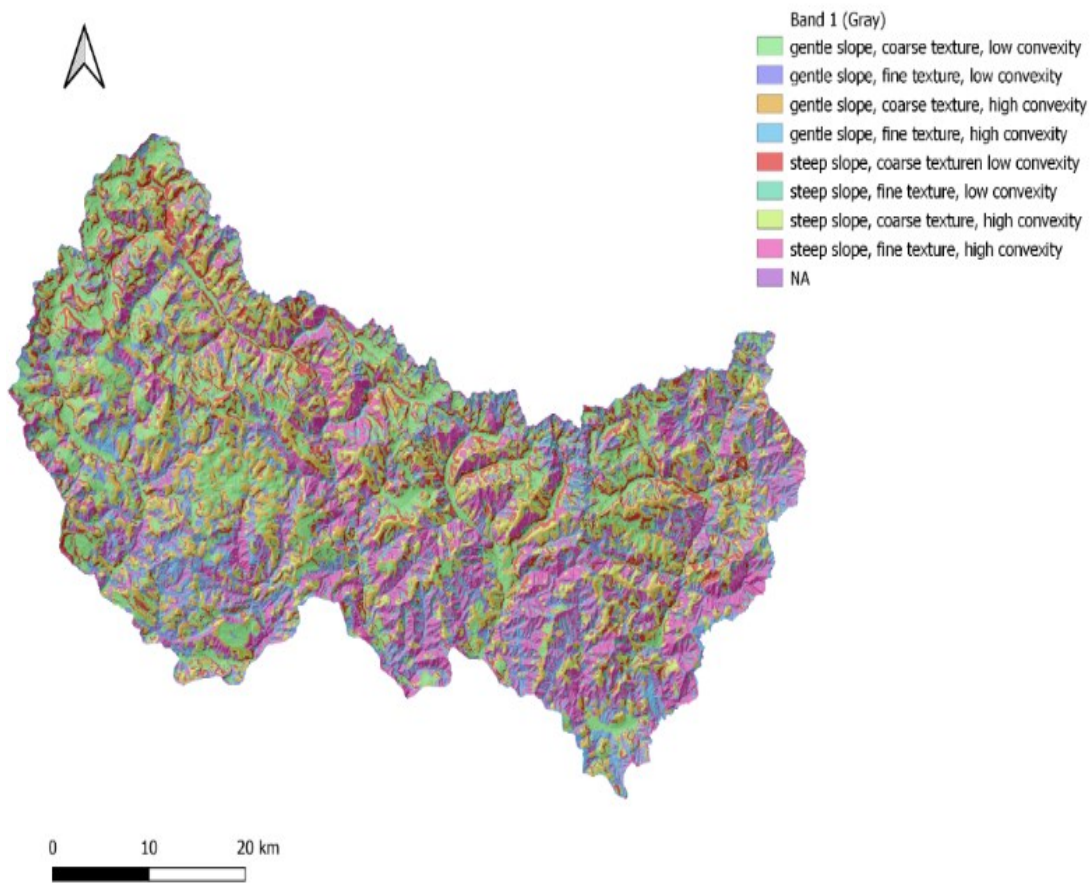 Band 1 (Gray)
gentle slope, coarse texture, low convexity
gentle slope, fine texture, low convexity
gentle slope, coarse texture, high convexity
gentle slope, fine texture, high convexity
steep slope, coarse texturen low convexity
steep slope, fine texture, low convexity
steep slope, coarse texture, high convexity
steep slope, fine texture, high convexity
NA
0 10 20 km